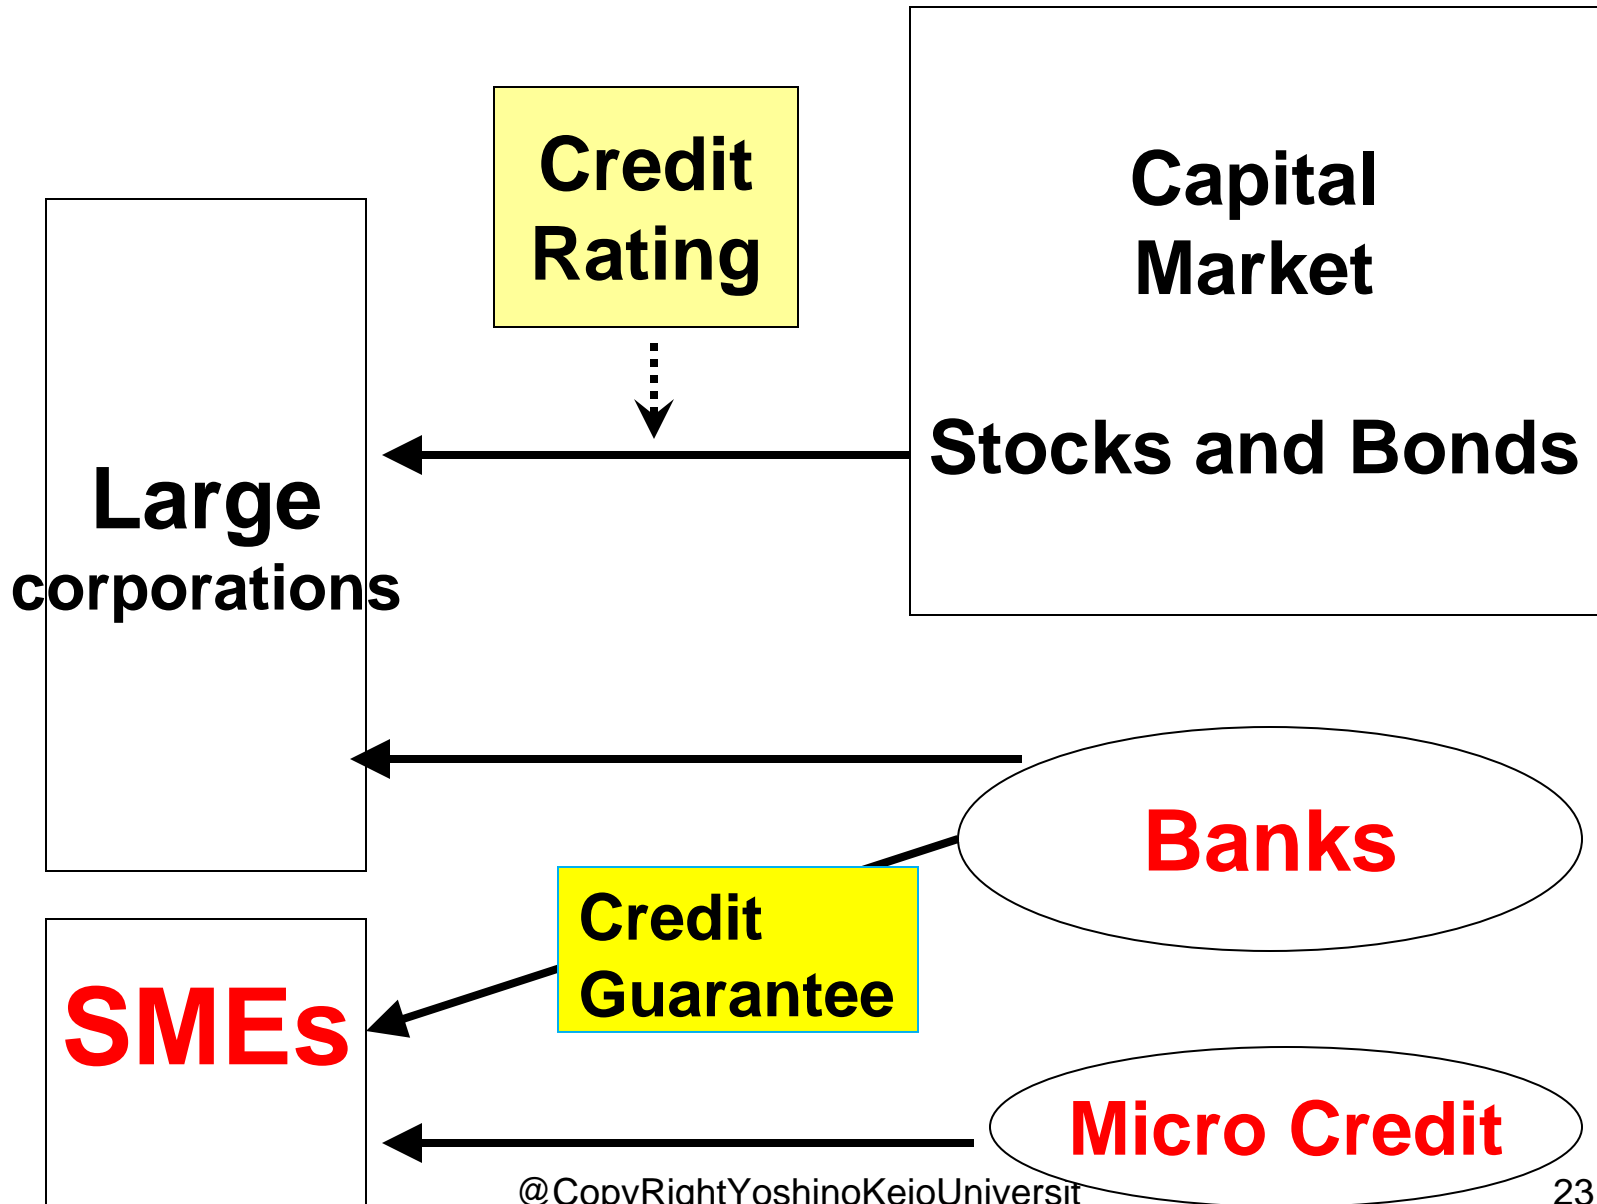 Credit
Rating
Capital
Market
Stocks and Bonds
Large
corporations
Banks
Credit
Guarantee
SMEs
Micro Credit
@CopyRightYoshinoKeioUniversit
23